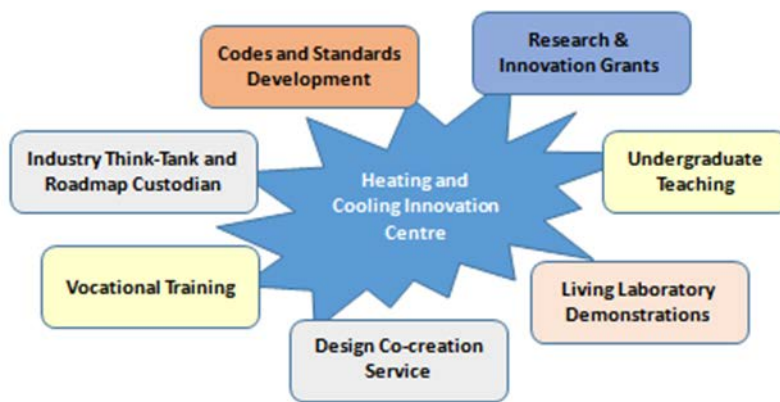 Codes and Standards
Development
Research &
Innovation Grants
Industry Think-Tank and
Roadmap Custodian
Heating and
Cooling Innovation
Centre
Undergraduate
Teaching
Vocational Training
Living Laboratory
Demonstrations
Design Co-creation
Service